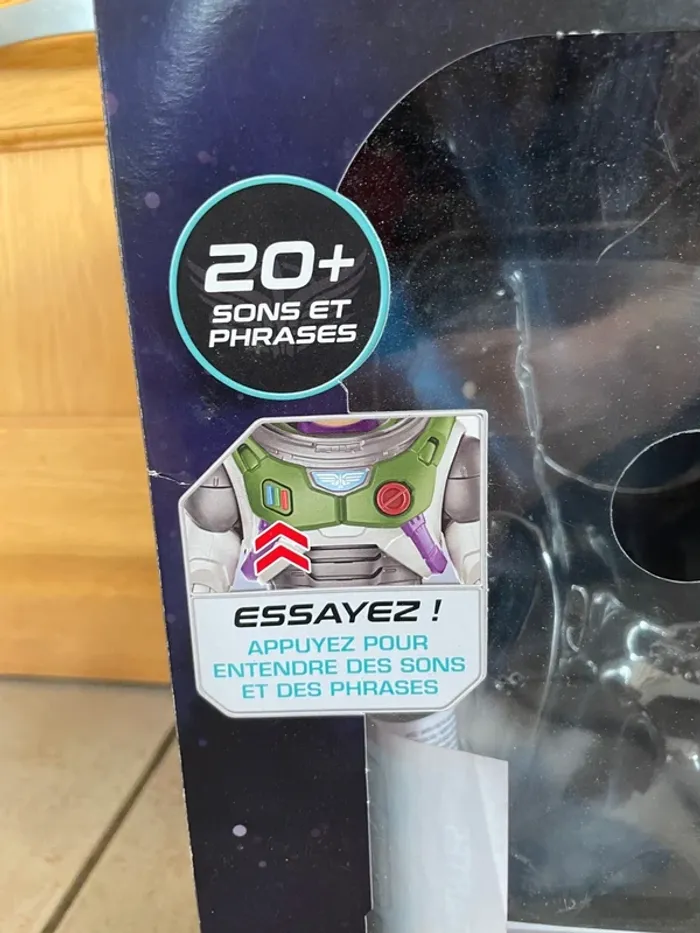 20+
SONS ET
PHRASES
ESSAYEZ !
APPUYEZ POUR
ENTENDRE DES SONS
ET DES PHRASES